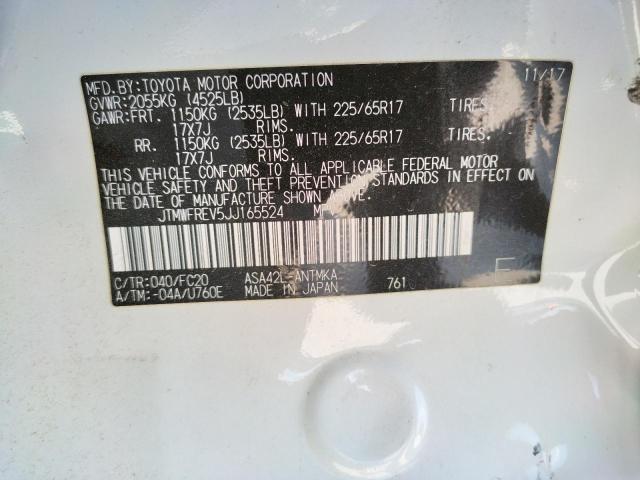 MFD.BY:TOYOTA MOTOR CORPORATION 11/17
GVWR:2055KG (4525LB)
GAWR:FRT. 1150KG (2535LB) WITH 225/65R17 TIRES.
17X7J RIMS.
RR. 1150KG (2535LB) WITH 225/65R17 TIRES.
17X7J RIMS.
THIS VEHICLE CONFORMS TO ALL APPLICABLE FEDERAL MOTOR
VEHICLE SAFETY AND THEFT PREVENTION STANDARDS IN EFFECT ON
THE DATE OF MANUFACTURE SHOWN ABOVE.
JTMWFREV5JJ165524
C/TR:040/FC20 ASA42L-ANTMKA
A/TM:-04A/U760E MADE IN JAPAN 761